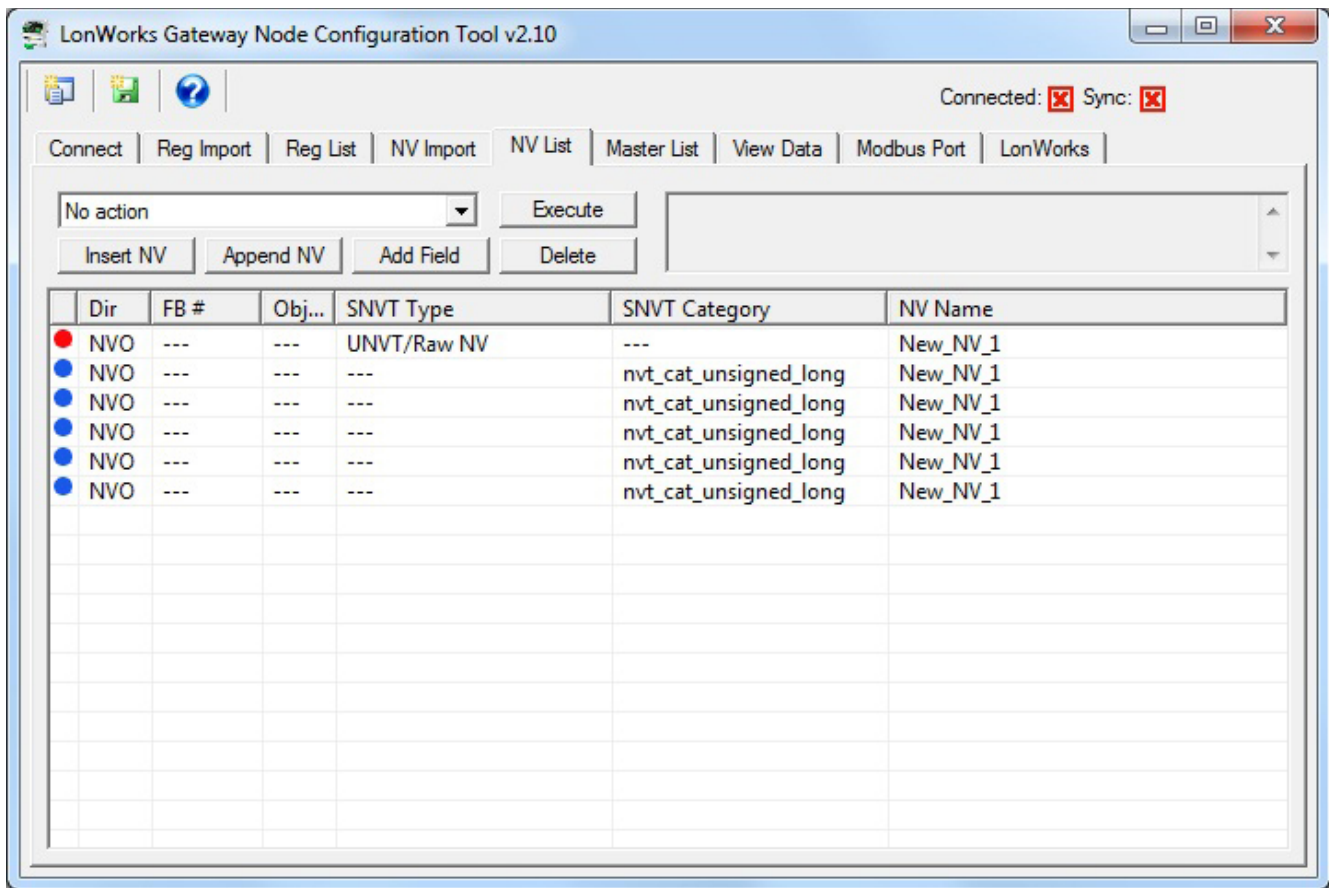 LonWorks Gateway Node Configuration Tool v2.10
Connected: Sync:
Connect Reg Import Reg List NV Import NV List Master List View Data Modbus Port LonWorks
No action Execute
Insert NV Append NV Add Field Delete
Dir FB # Obj... SNVT Type SNVT Category NV Name
NVO --- --- UNVT/Raw NV --- New_NV_1
NVO --- --- --- nvt_cat_unsigned_long New_NV_1
NVO --- --- --- nvt_cat_unsigned_long New_NV_1
NVO --- --- --- nvt_cat_unsigned_long New_NV_1
NVO --- --- --- nvt_cat_unsigned_long New_NV_1
NVO --- --- --- nvt_cat_unsigned_long New_NV_1